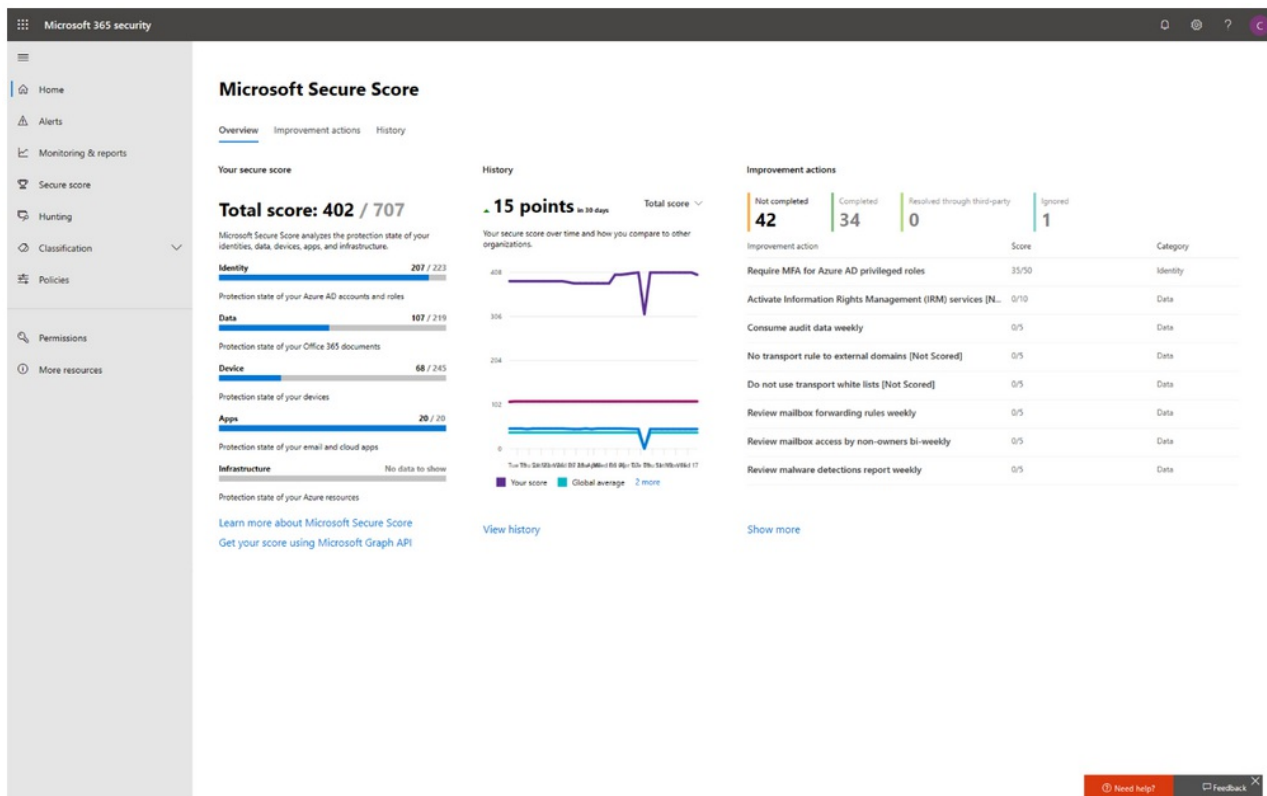 Microsoft 365 security
C
Home
Alerts
Monitoring & reports
Secure score
Hunting
Classification
Policies
Permissions
More resources
Microsoft Secure Score
Overview Improvement actions History
Your secure score
Total score: 402 / 707
Microsoft Secure Score analyzes the protection state of your
identities, data, devices, apps, and infrastructure.
Identity 207 / 223
Protection state of your Azure AD accounts and roles
Data 107 / 219
Protection state of your Office 365 documents
Device 68 / 245
Protection state of your devices
Apps 20 / 20
Protection state of your email and cloud apps
Infrastructure No data to show
Protection state of your Azure resources
Learn more about Microsoft Secure Score
Get your score using Microsoft Graph API
History
15 points in 30 days Total score
Your secure score over time and how you compare to other
organizations.
408
306
204
102
0
Your score Global average 2 more
View history
Improvement actions
Not completed Completed Resolved through third-party Ignored
42 34 0 1
Improvement action Score Category
Require MFA for Azure AD privileged roles 35/50 Identity
Activate Information Rights Management (IRM) services [N... 0/10 Data
Consume audit data weekly 0/5 Data
No transport rule to external domains [Not Scored] 0/5 Data
Do not use transport white lists [Not Scored] 0/5 Data
Review mailbox forwarding rules weekly 0/5 Data
Review mailbox access by non-owners bi-weekly 0/5 Data
Review malware detections report weekly 0/5 Data
Show more
Need help? Feedback